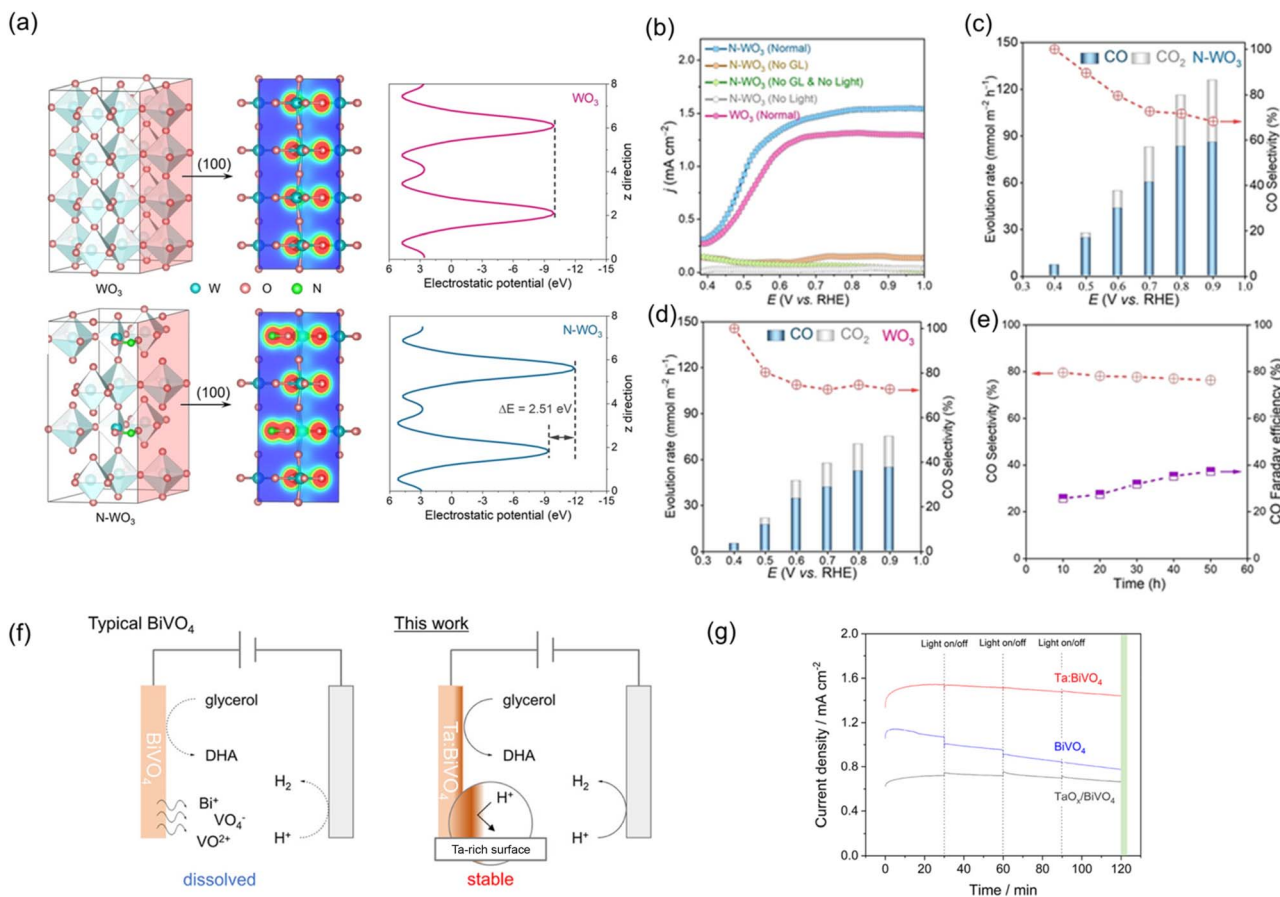 (a)
(100)
WO₃
W O N
WO₃
8
6
4
2
0
z direction
3 0 -3 -6 -9 -12 -15
Electrostatic potential (eV)
(100)
N-WO₃
N-WO₃
ΔE = 2.51 eV
8
6
4
2
0
z direction
3 0 -3 -6 -9 -12 -15
Electrostatic potential (eV)
(b)
N-WO₃ (Normal)
N-WO₃ (No GL)
N-WO₃ (No GL & No Light)
N-WO₃ (No Light)
WO₃ (Normal)
2.0
1.5
1.0
0.5
0.0
j (mA cm⁻²)
0.4 0.5 0.6 0.7 0.8 0.9 1.0
E (V vs. RHE)
(c)
CO CO₂ N-WO₃
150
120
90
60
30
0
Evolution rate (mmol m⁻² h⁻¹)
100
80
60
40
20
0
CO Selectivity (%)
0.3 0.4 0.5 0.6 0.7 0.8 0.9 1.0
E (V vs. RHE)
(d)
CO CO₂ WO₃
150
120
90
60
30
0
Evolution rate (mmol m⁻² h⁻¹)
100
80
60
40
20
0
CO Selectivity (%)
0.3 0.4 0.5 0.6 0.7 0.8 0.9 1.0
E (V vs. RHE)
(e)
100
80
60
40
20
0
CO Selectivity (%)
100
80
60
40
20
0
CO Faraday efficiency (%)
0 10 20 30 40 50 60
Time (h)
(f)
Typical BiVO₄
BiVO₄
glycerol
DHA
H₂
H⁺
Bi⁺
VO₄⁻
VO²⁺
dissolved
This work
Ta:BiVO₄
glycerol
DHA
H⁺
H₂
H⁺
Ta-rich surface
stable
(g)
Light on/off Light on/off Light on/off
Ta:BiVO₄
BiVO₄
TaOₓ/BiVO₄
2.0
1.6
1.2
0.8
0.4
0.0
Current density / mA cm⁻²
0 20 40 60 80 100 120
Time / min